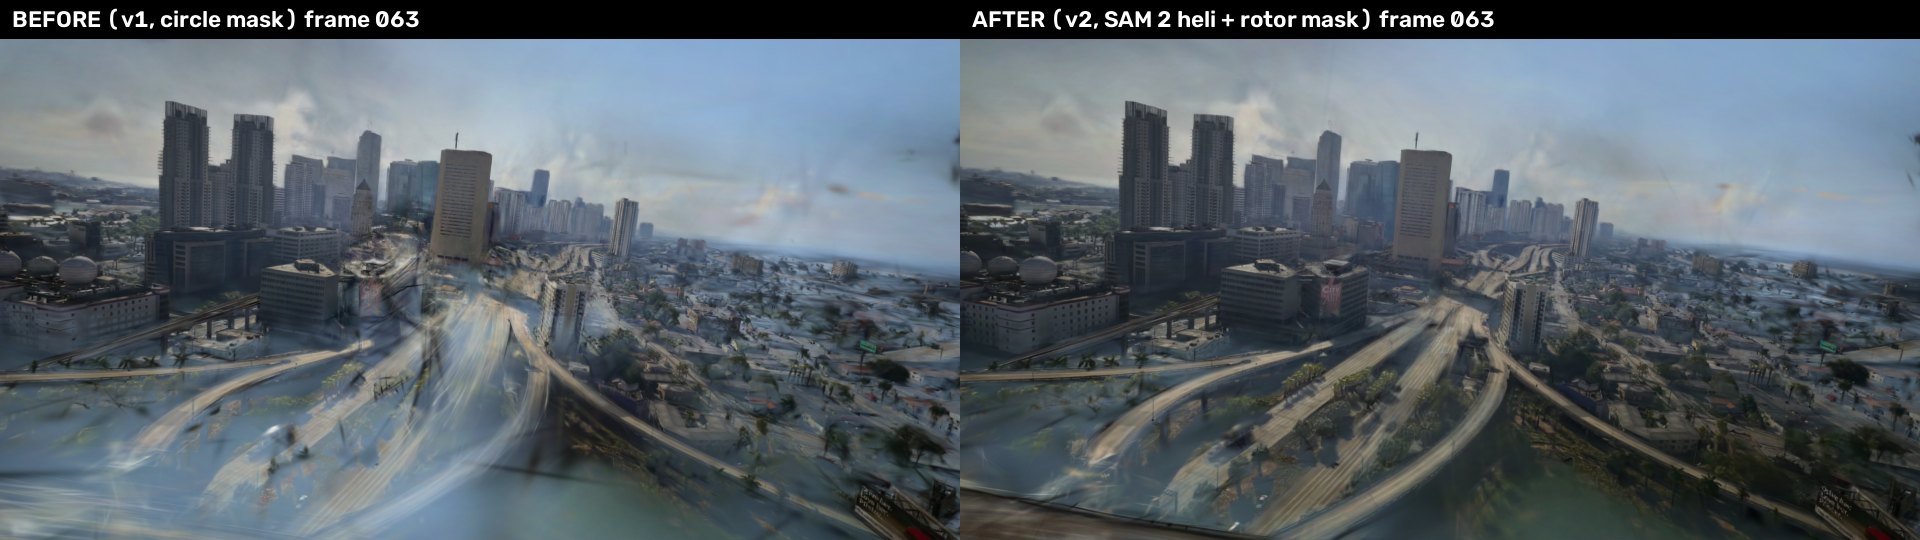 BEFORE (v1, circle mask) frame 063
AFTER (v2, SAM 2 heli + rotor mask) frame 063